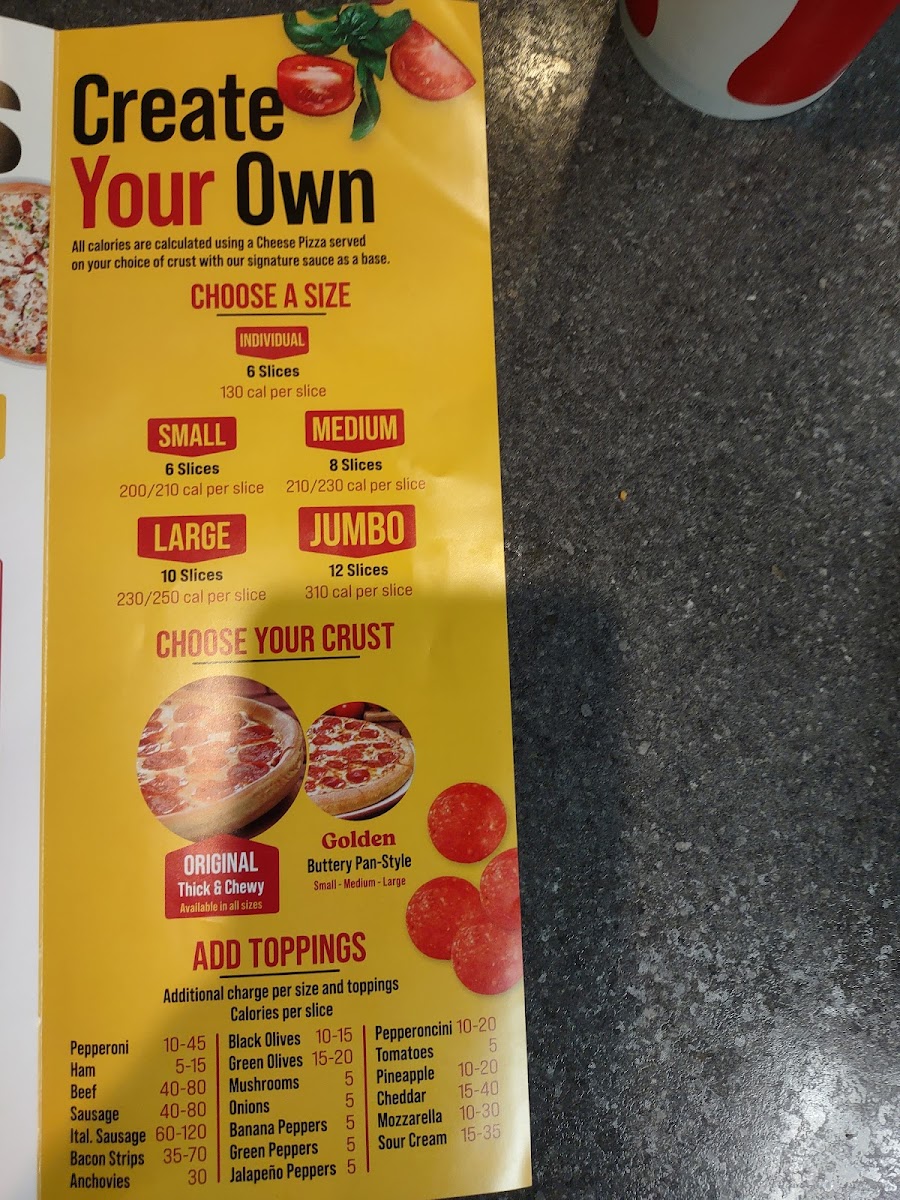 S
Create
Your Own
All calories are calculated using a Cheese Pizza served
on your choice of crust with our signature sauce as a base.
CHOOSE A SIZE
INDIVIDUAL
6 Slices
130 cal per slice
SMALL
6 Slices
200/210 cal per slice
MEDIUM
8 Slices
210/230 cal per slice
LARGE
10 Slices
230/250 cal per slice
JUMBO
12 Slices
310 cal per slice
CHOOSE YOUR CRUST
ORIGINAL
Thick & Chewy
Available in all sizes
Golden
Buttery Pan-Style
Small - Medium - Large
ADD TOPPINGS
Additional charge per size and toppings
Calories per slice
Pepperoni 10-45
Ham 5-15
Beef 40-80
Sausage 40-80
Ital. Sausage 60-120
Bacon Strips 35-70
Anchovies 30
Black Olives 10-15
Green Olives 15-20
Mushrooms 5
Onions 5
Banana Peppers 5
Green Peppers 5
Jalapeño Peppers 5
Pepperoncini 10-20
Tomatoes 5
Pineapple 10-20
Cheddar 15-40
Mozzarella 10-30
Sour Cream 15-35